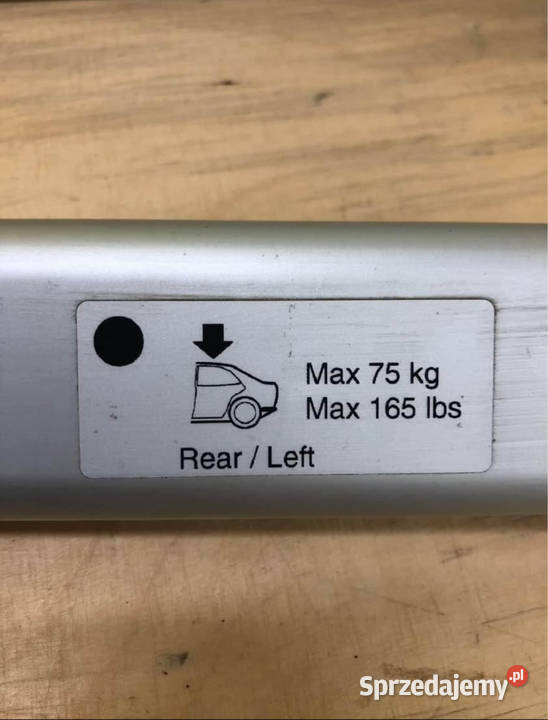 Max 75 kg
Max 165 lbs
Rear / Left
Sprzedajemy.pl